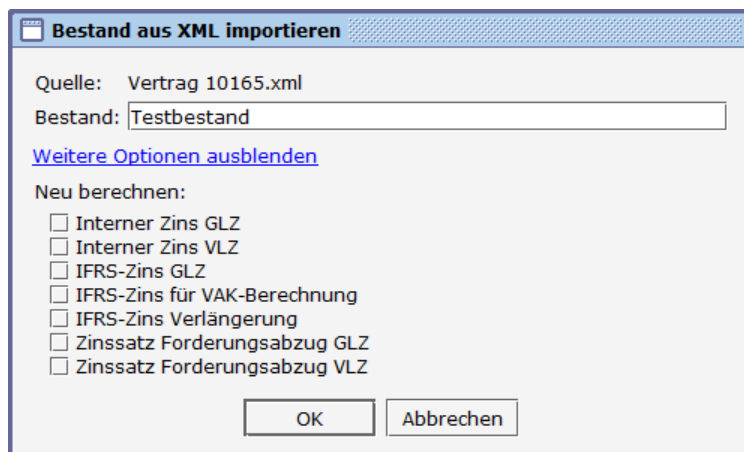 Bestand aus XML importieren
Quelle: Vertrag 10165.xml
Bestand: Testbestand
Weitere Optionen ausblenden
Neu berechnen:
Interner Zins GLZ
Interner Zins VLZ
IFRS-Zins GLZ
IFRS-Zins für VAK-Berechnung
IFRS-Zins Verlängerung
Zinssatz Forderungsabzug GLZ
Zinssatz Forderungsabzug VLZ
OK Abbrechen